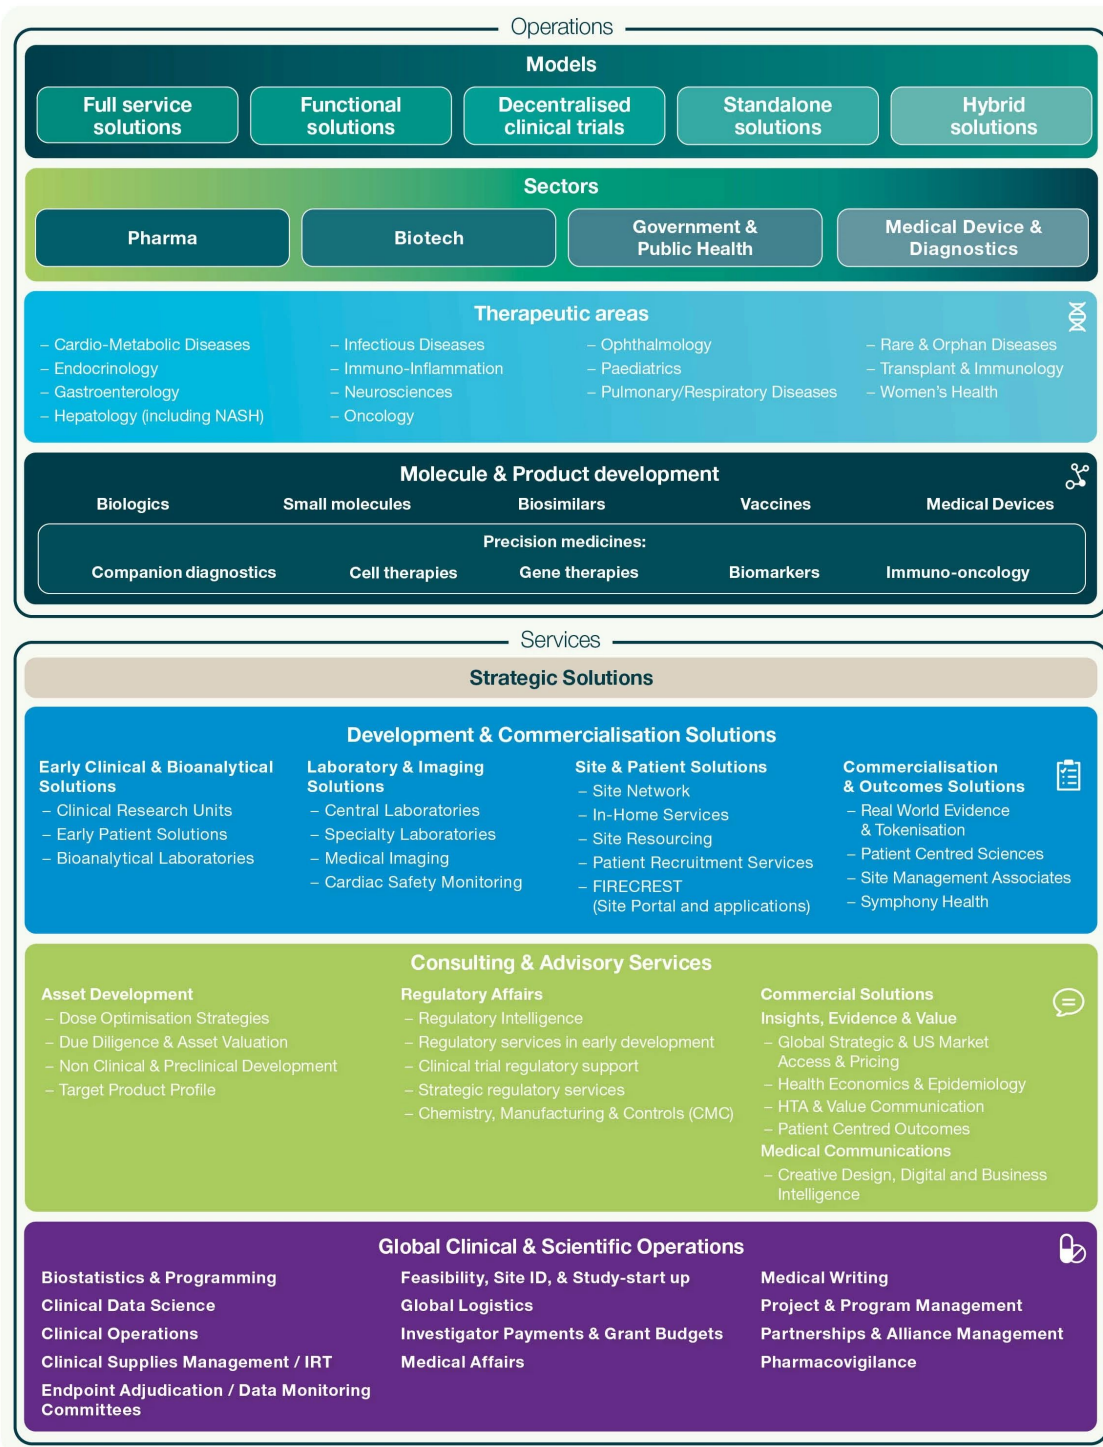 Operations
Models
Full service
solutions
Functional
solutions
Decentralised
clinical trials
Standalone
solutions
Hybrid
solutions
Sectors
Pharma
Biotech
Government &
Public Health
Medical Device &
Diagnostics
Therapeutic areas
– Cardio-Metabolic Diseases
– Endocrinology
– Gastroenterology
– Hepatology (including NASH)
– Infectious Diseases
– Immuno-Inflammation
– Neurosciences
– Oncology
– Ophthalmology
– Paediatrics
– Pulmonary/Respiratory Diseases
– Rare & Orphan Diseases
– Transplant & Immunology
– Women's Health
Molecule & Product development
Biologics
Small molecules
Biosimilars
Vaccines
Medical Devices
Precision medicines:
Companion diagnostics
Cell therapies
Gene therapies
Biomarkers
Immuno-oncology
Services
Strategic Solutions
Development & Commercialisation Solutions
Early Clinical & Bioanalytical
Solutions
– Clinical Research Units
– Early Patient Solutions
– Bioanalytical Laboratories
Laboratory & Imaging
Solutions
– Central Laboratories
– Specialty Laboratories
– Medical Imaging
– Cardiac Safety Monitoring
Site & Patient Solutions
– Site Network
– In-Home Services
– Site Resourcing
– Patient Recruitment Services
– FIRECREST
(Site Portal and applications)
Commercialisation
& Outcomes Solutions
– Real World Evidence
& Tokenisation
– Patient Centred Sciences
– Site Management Associates
– Symphony Health
Consulting & Advisory Services
Asset Development
– Dose Optimisation Strategies
– Due Diligence & Asset Valuation
– Non Clinical & Preclinical Development
– Target Product Profile
Regulatory Affairs
– Regulatory Intelligence
– Regulatory services in early development
– Clinical trial regulatory support
– Strategic regulatory services
– Chemistry, Manufacturing & Controls (CMC)
Commercial Solutions
Insights, Evidence & Value
– Global Strategic & US Market
Access & Pricing
– Health Economics & Epidemiology
– HTA & Value Communication
– Patient Centred Outcomes
Medical Communications
– Creative Design, Digital and Business
Intelligence
Global Clinical & Scientific Operations
Biostatistics & Programming
Clinical Data Science
Clinical Operations
Clinical Supplies Management / IRT
Endpoint Adjudication / Data Monitoring
Committees
Feasibility, Site ID, & Study-start up
Global Logistics
Investigator Payments & Grant Budgets
Medical Affairs
Medical Writing
Project & Program Management
Partnerships & Alliance Management
Pharmacovigilance